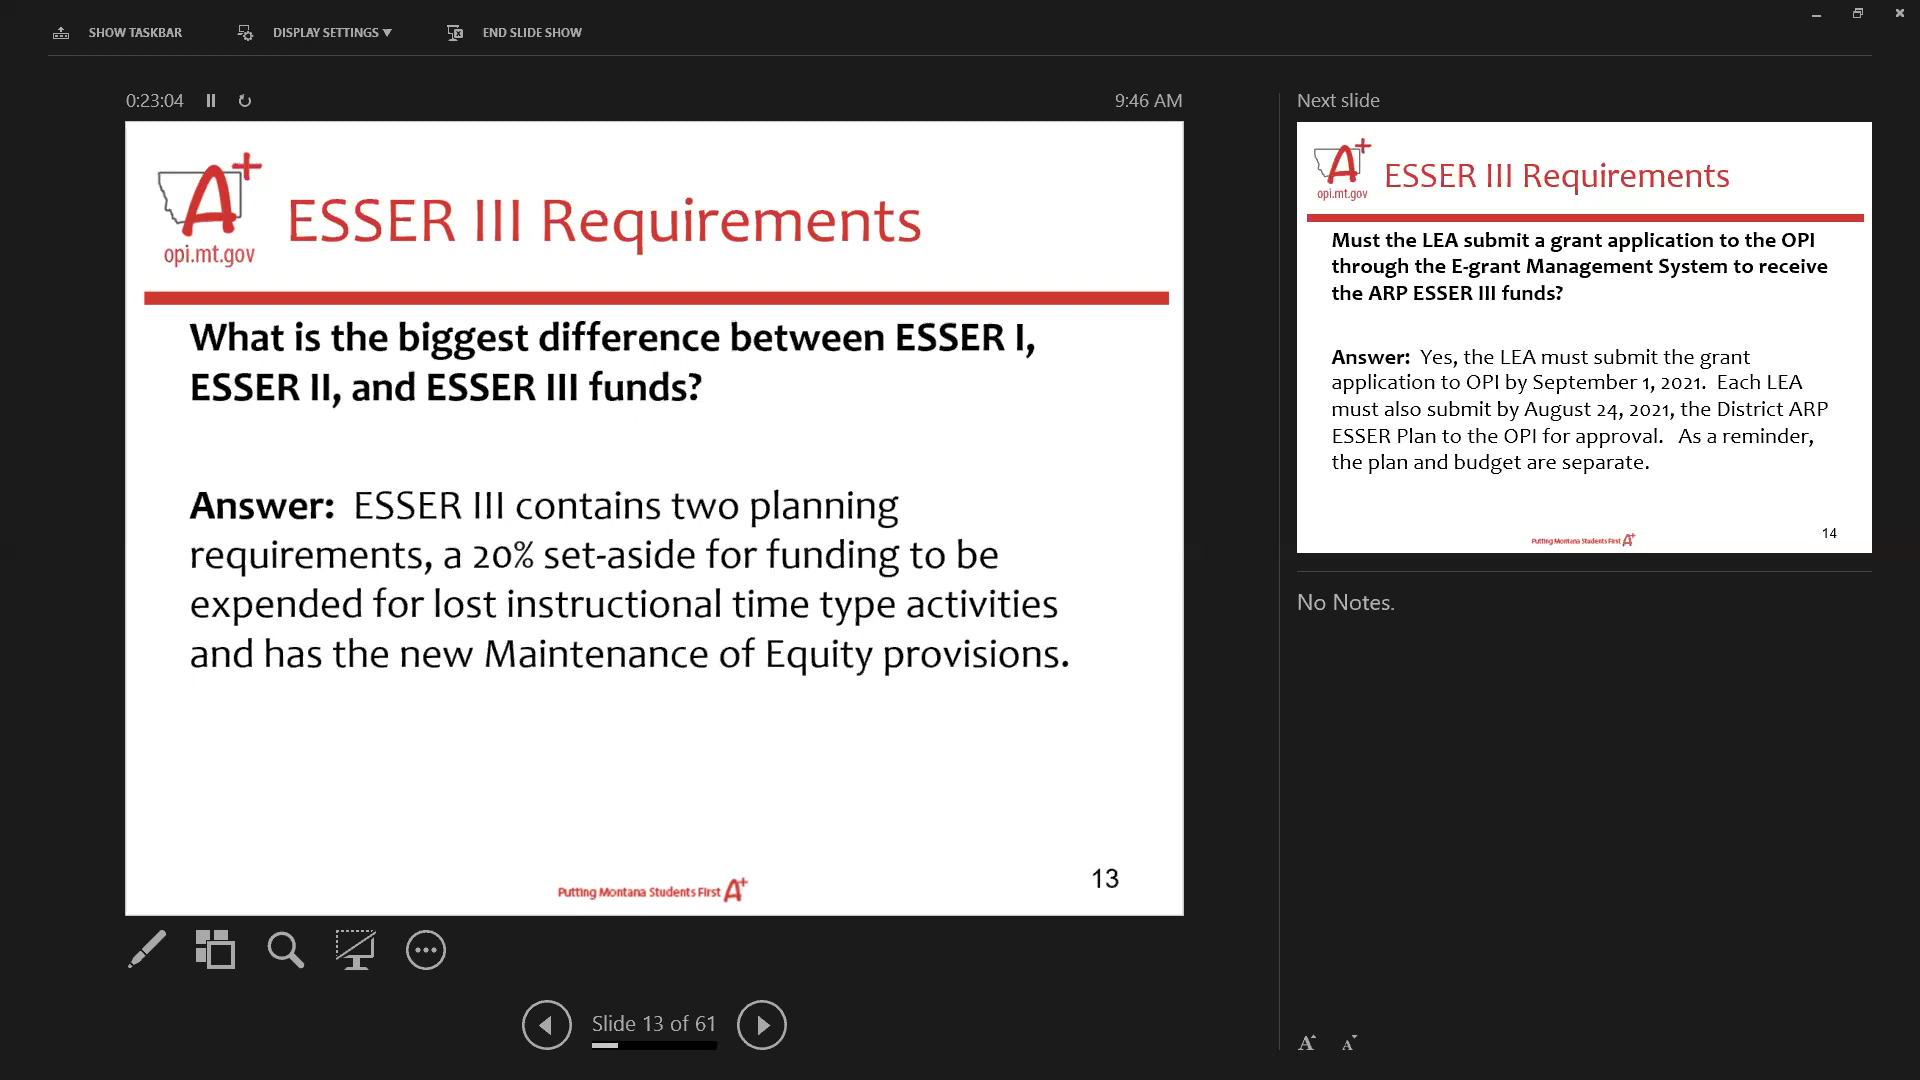 SHOW TASKBAR
DISPLAY SETTINGS ▼
END SLIDE SHOW
0:23:04
9:46 AM
A+
opi.mt.gov
ESSER III Requirements
What is the biggest difference between ESSER I,
ESSER II, and ESSER III funds?
Answer: ESSER III contains two planning
requirements, a 20% set-aside for funding to be
expended for lost instructional time type activities
and has the new Maintenance of Equity provisions.
Putting Montana Students First A+
13
Slide 13 of 61
Next slide
A+
opi.mt.gov
ESSER III Requirements
Must the LEA submit a grant application to the OPI
through the E-grant Management System to receive
the ARP ESSER III funds?
Answer: Yes, the LEA must submit the grant
application to OPI by September 1, 2021. Each LEA
must also submit by August 24, 2021, the District ARP
ESSER Plan to the OPI for approval. As a reminder,
the plan and budget are separate.
Putting Montana Students First A+
14
No Notes.
A A